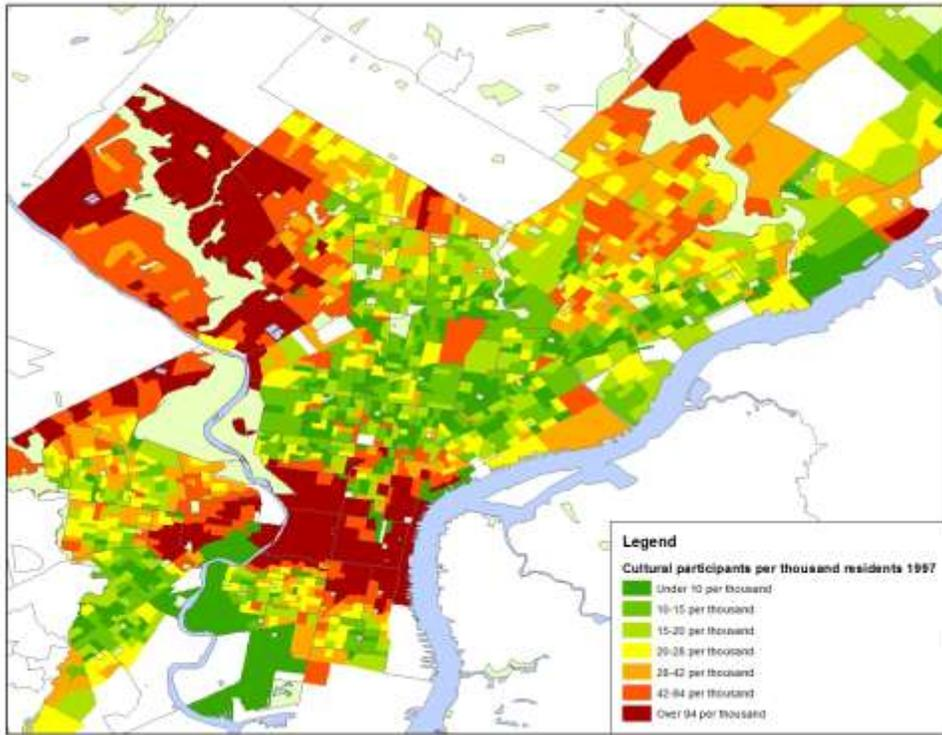 Legend
Cultural participants per thousand residents 1997
Under 10 per thousand
10-15 per thousand
15-20 per thousand
20-28 per thousand
28-42 per thousand
42-94 per thousand
Over 94 per thousand